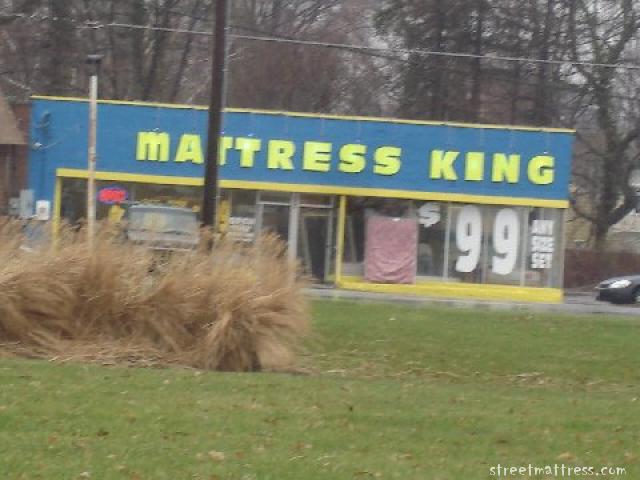 MATTRESS KING
$99
ANY
SIZE
SET
streetmattress.com